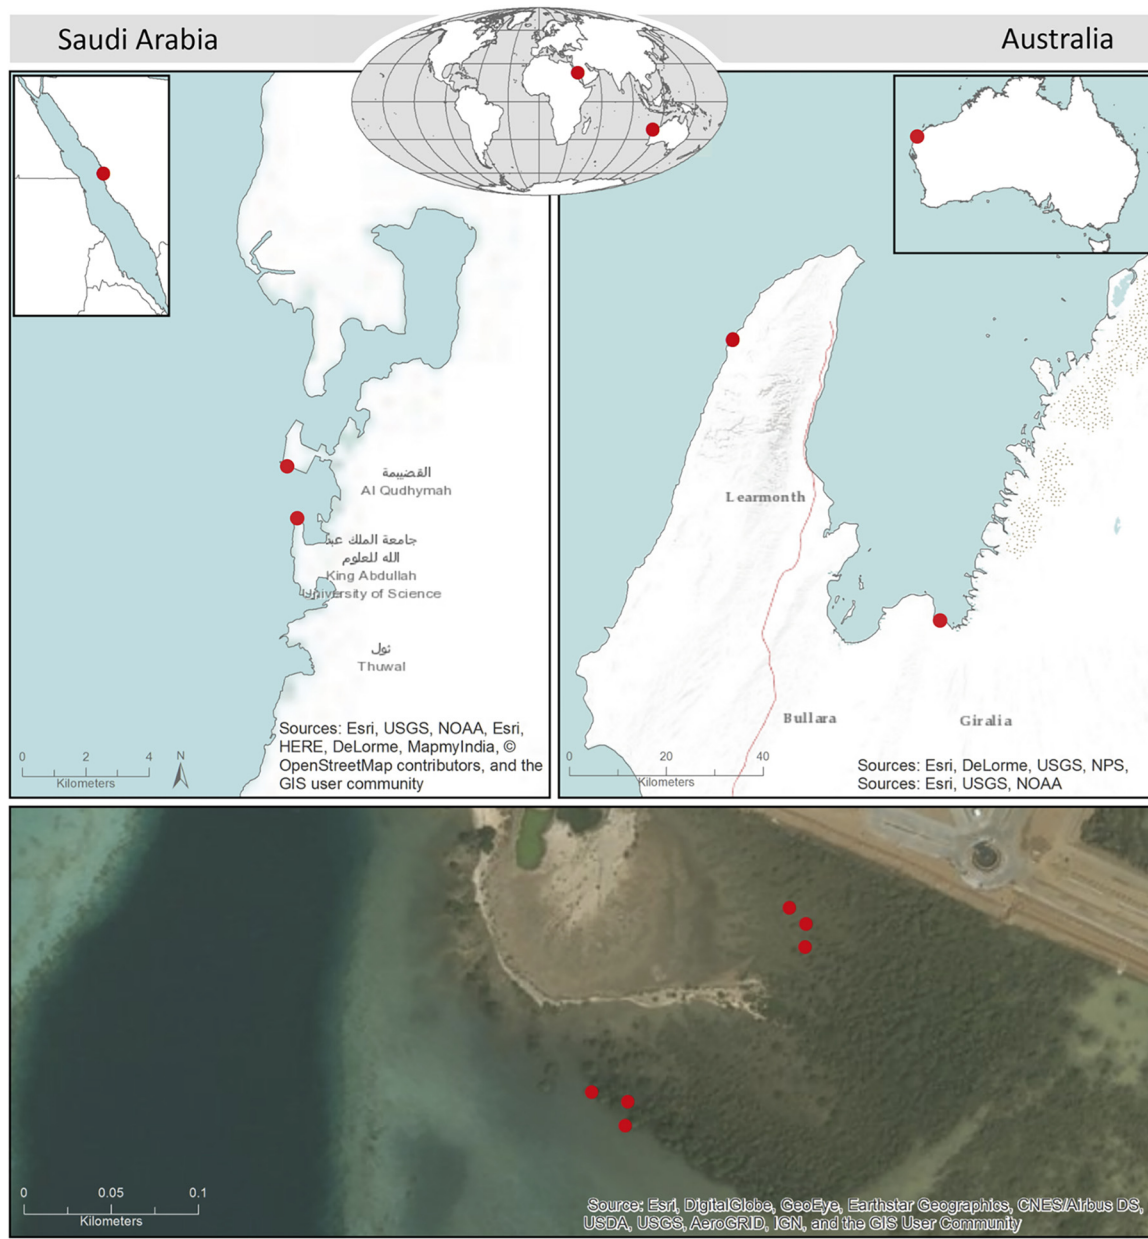 Saudi Arabia
Australia
القضيمة
Al Qudhymah
جامعة الملك عبد
الله للعلوم
King Abdullah
University of Science
ثول
Thuwal
Sources: Esri, USGS, NOAA, Esri,
HERE, DeLorme, MapmyIndia, ©
OpenStreetMap contributors, and the
GIS user community
0 2 4
Kilometers
N
Learmonth
Bullara
Giralia
0 20 40
Kilometers
Sources: Esri, DeLorme, USGS, NPS,
Sources: Esri, USGS, NOAA
0 0.05 0.1
Kilometers
Source: Esri, DigitalGlobe, GeoEye, Earthstar Geographics, CNES/Airbus DS,
USDA, USGS, AeroGRID, IGN, and the GIS User Community